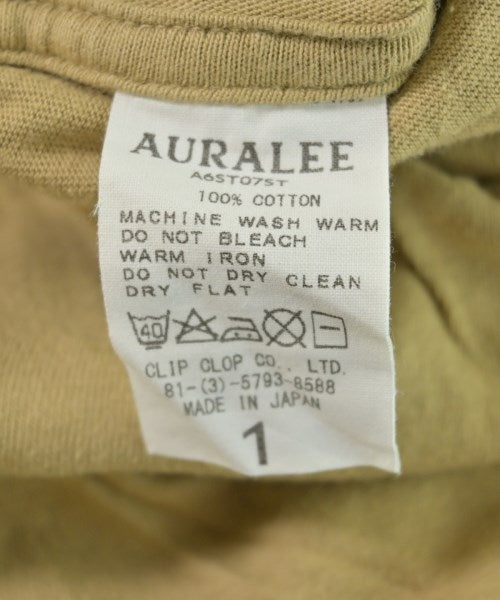 AURALEE
A6ST07ST
100% COTTON
MACHINE WASH WARM
DO NOT BLEACH
WARM IRON
DO NOT DRY CLEAN
DRY FLAT
40
CLIP CLOP CO., LTD.
81-(3)-5793-8588
MADE IN JAPAN
1